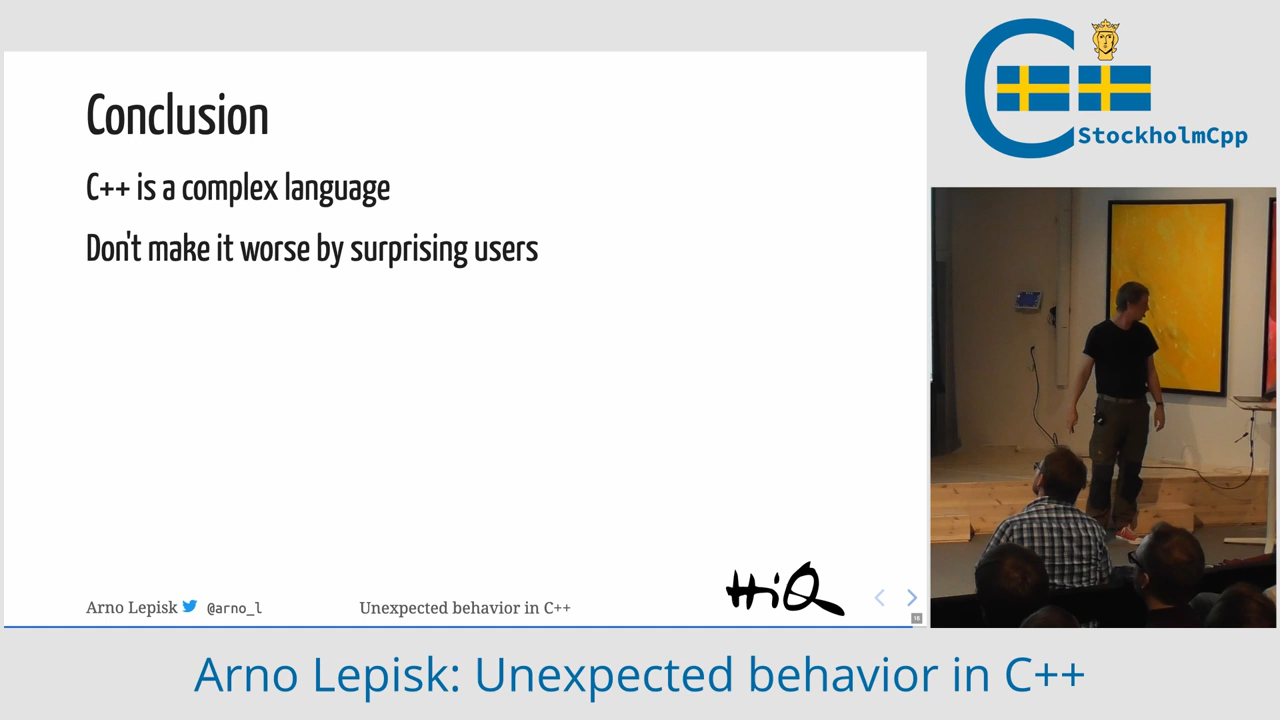 Conclusion
C++ is a complex language
Don't make it worse by surprising users
Arno Lepisk @arno_l
Unexpected behavior in C++
HiQ
18
C++
StockholmCpp
Arno Lepisk: Unexpected behavior in C++